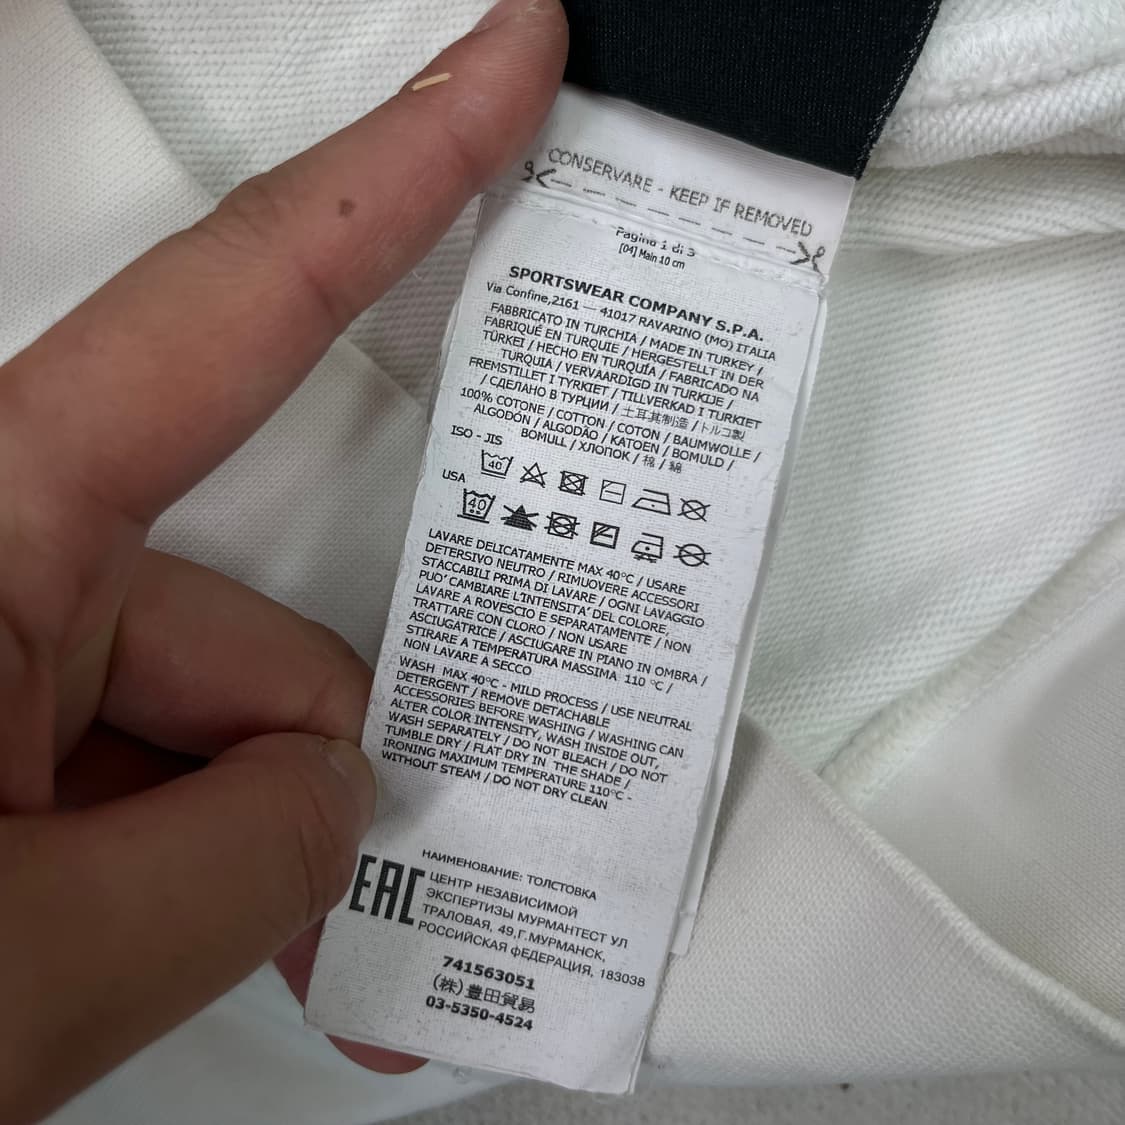 CONSERVARE - KEEP IF REMOVED
Pagina 1 di 3
[04] Main 10 cm
SPORTSWEAR COMPANY S.P.A.
Via Confine,2161 — 41017 RAVARINO (MO) ITALIA
FABBRICATO IN TURCHIA / MADE IN TURKEY /
FABRIQUÉ EN TURQUIE / HERGESTELLT IN DER
TÜRKEI / HECHO EN TURQUÍA / FABRICADO NA
TURQUIA / VERVAARDIGD IN TURKIJE /
FREMSTILLET I TYRKIET / TILLVERKAD I TURKIET
/ СДЕЛАНО В ТУРЦИИ / 土耳其制造 /トルコ製
100% COTONE / COTTON / COTON / BAUMWOLLE /
ALGODÓN / ALGODÃO / KATOEN / BOMULD /
BOMULL / ХЛОПОК / 棉 / 綿
ISO - JIS
40
USA
40
LAVARE DELICATAMENTE MAX 40°C / USARE
DETERSIVO NEUTRO / RIMUOVERE ACCESSORI
STACCABILI PRIMA DI LAVARE / OGNI LAVAGGIO
PUO' CAMBIARE L'INTENSITA' DEL COLORE,
LAVARE A ROVESCIO E SEPARATAMENTE / NON
TRATTARE CON CLORO / NON USARE
ASCIUGATRICE / ASCIUGARE IN PIANO IN OMBRA /
STIRARE A TEMPERATURA MASSIMA 110 °C /
NON LAVARE A SECCO
WASH MAX 40°C - MILD PROCESS / USE NEUTRAL
DETERGENT / REMOVE DETACHABLE
ACCESSORIES BEFORE WASHING / WASHING CAN
ALTER COLOR INTENSITY, WASH INSIDE OUT,
WASH SEPARATELY / DO NOT BLEACH / DO NOT
TUMBLE DRY / FLAT DRY IN THE SHADE /
IRONING MAXIMUM TEMPERATURE 110°C -
WITHOUT STEAM / DO NOT DRY CLEAN
EAC
НАИМЕНОВАНИЕ: ТОЛСТОВКА
ЦЕНТР НЕЗАВИСИМОЙ
ЭКСПЕРТИЗЫ МУРМАНТЕСТ УЛ
ТРАЛОВАЯ, 49,Г.МУРМАНСК,
РОССИЙСКАЯ ФЕДЕРАЦИЯ, 183038
741563051
(株)豊田貿易
03-5350-4524